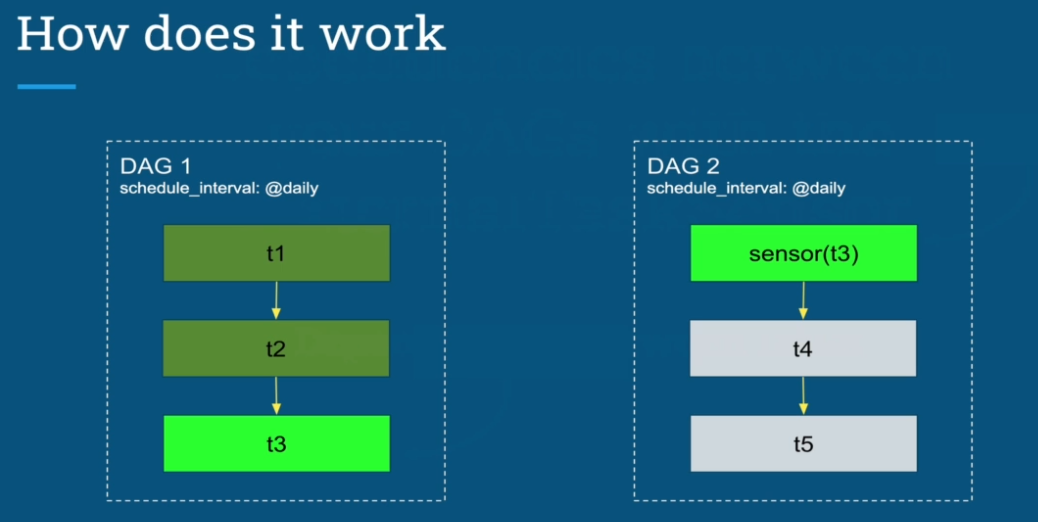 How does it work
DAG 1
schedule_interval: @daily
t1
t2
t3
DAG 2
schedule_interval: @daily
sensor(t3)
t4
t5